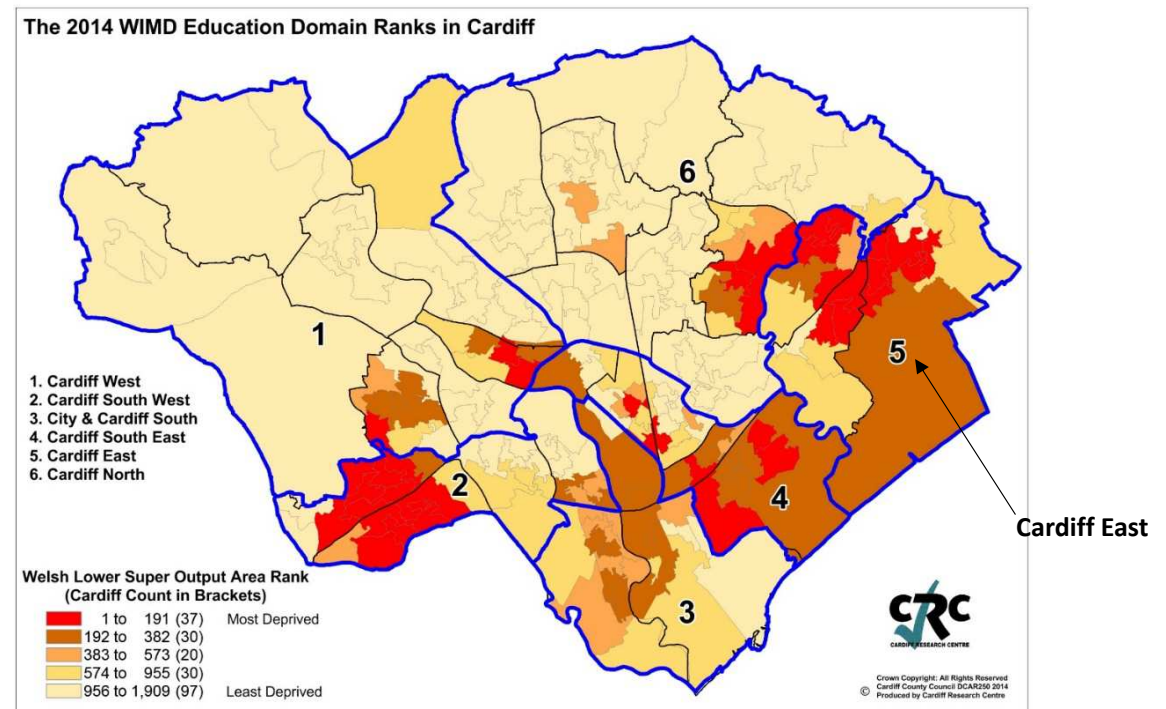 The 2014 WIMD Education Domain Ranks in Cardiff
6
1
5
1. Cardiff West
2. Cardiff South West
3. City & Cardiff South
4. Cardiff South East
5. Cardiff East
6. Cardiff North
2
4
Cardiff East
Welsh Lower Super Output Area Rank
(Cardiff Count in Brackets)
1 to 191 (37) Most Deprived
192 to 382 (30)
383 to 573 (20)
574 to 955 (30)
956 to 1,909 (97) Least Deprived
3
CRC
CARDIFF RESEARCH CENTRE
Crown Copyright: All Rights Reserved
© Cardiff County Council DCAR250 2014
Produced by Cardiff Research Centre